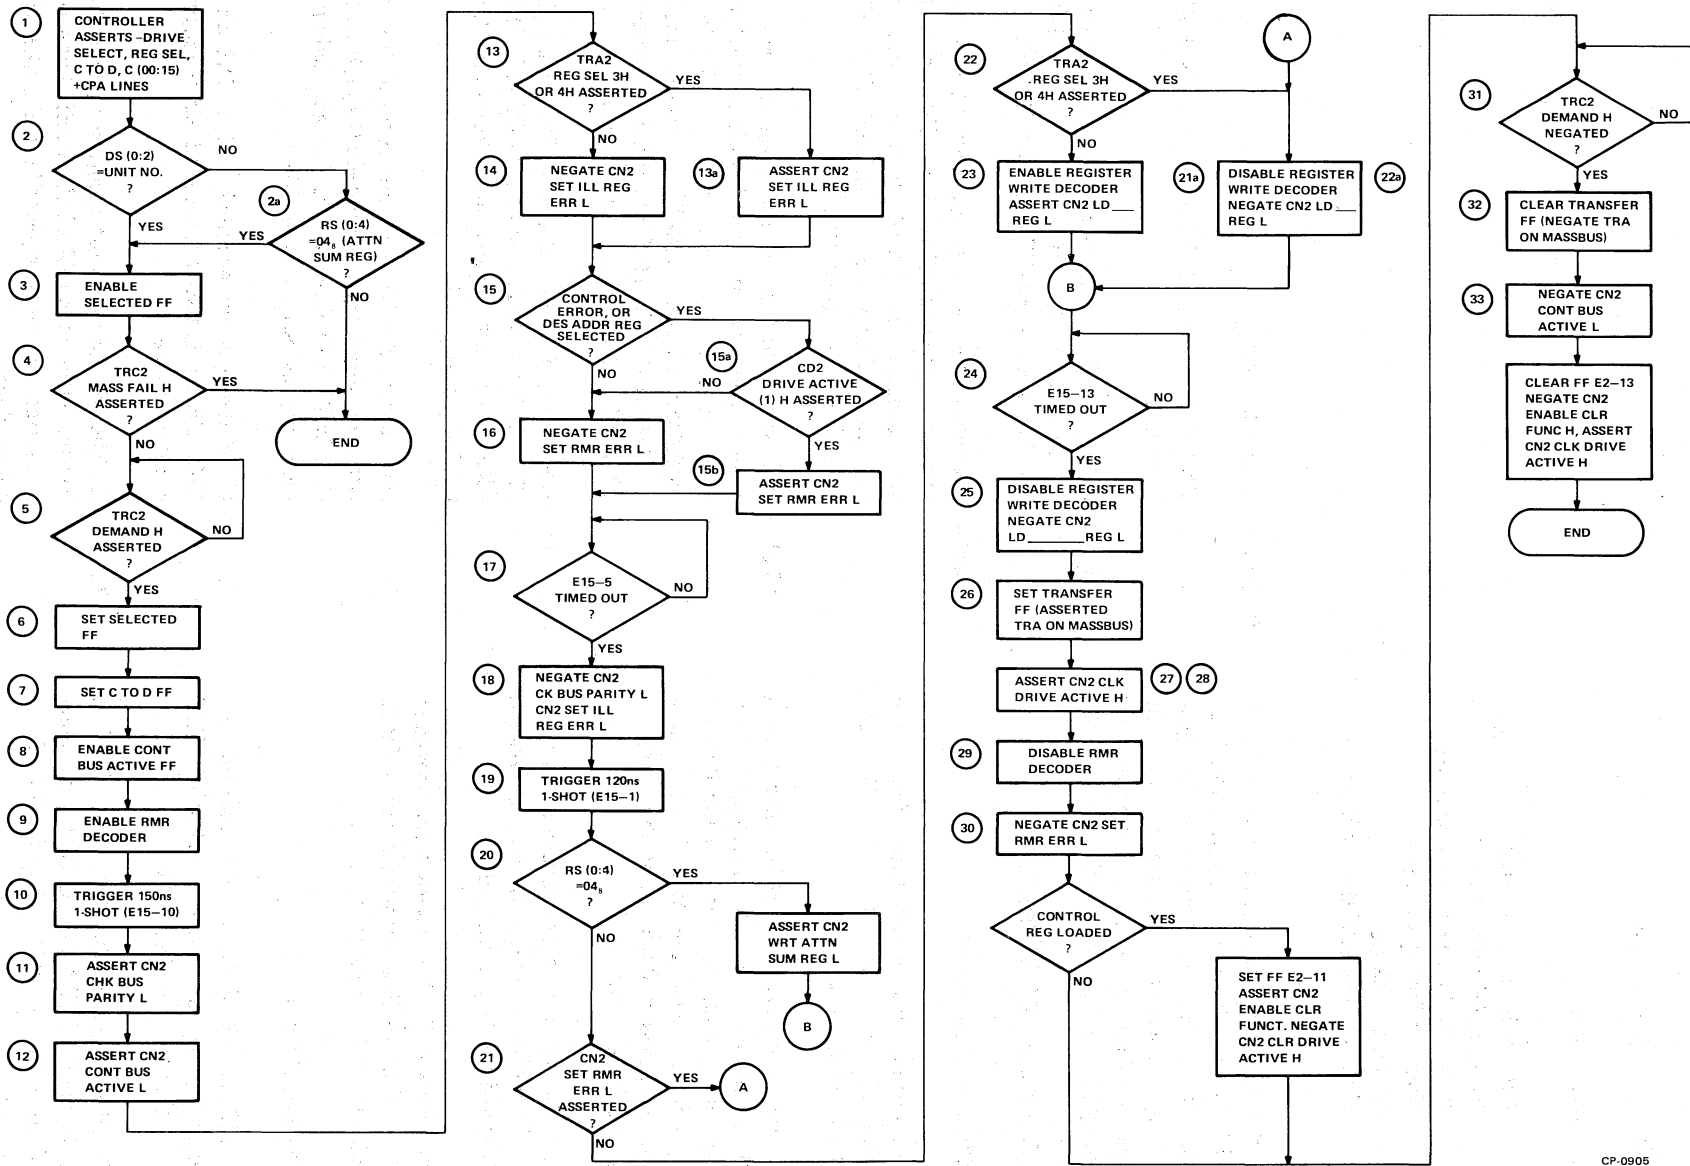 1
CONTROLLER
ASSERTS –DRIVE
SELECT, REG SEL,
C TO D, C (00:15)
+CPA LINES
2
DS (0:2)
=UNIT NO.
?
NO
YES
2a
RS (0:4)
=04₈ (ATTN
SUM REG)
?
YES
NO
3
ENABLE
SELECTED FF
4
TRC2
MASS FAIL H
ASSERTED
?
YES
NO
END
5
TRC2
DEMAND H
ASSERTED
?
NO
YES
6
SET SELECTED
FF
7
SET C TO D FF
8
ENABLE CONT
BUS ACTIVE FF
9
ENABLE RMR
DECODER
10
TRIGGER 150ns
1-SHOT (E15–10)
11
ASSERT CN2
CHK BUS
PARITY L
12
ASSERT CN2
CONT BUS
ACTIVE L
13
TRA2
REG SEL 3H
OR 4H ASSERTED
?
YES
NO
14
NEGATE CN2
SET ILL REG
ERR L
13a
ASSERT CN2
SET ILL REG
ERR L
15
CONTROL
ERROR, OR
DES ADDR REG
SELECTED
?
YES
NO
15a
CD2
DRIVE ACTIVE
(1) H ASSERTED
?
NO
YES
16
NEGATE CN2
SET RMR ERR L
15b
ASSERT CN2
SET RMR ERR L
17
E15–5
TIMED OUT
?
NO
YES
18
NEGATE CN2
CK BUS PARITY L
CN2 SET ILL
REG ERR L
19
TRIGGER 120ns
1-SHOT (E15–1)
20
RS (0:4)
=04₈
?
YES
NO
ASSERT CN2
WRT ATTN
SUM REG L
B
21
CN2
SET RMR
ERR L
ASSERTED
?
YES
A
NO
22
TRA2
REG SEL 3H
OR 4H ASSERTED
?
YES
NO
A
23
ENABLE REGISTER
WRITE DECODER
ASSERT CN2 LD ___
REG L
21a
DISABLE REGISTER
WRITE DECODER
NEGATE CN2 LD ___
REG L
22a
B
24
E15–13
TIMED OUT
?
NO
YES
25
DISABLE REGISTER
WRITE DECODER
NEGATE CN2
LD ________ REG L
26
SET TRANSFER
FF (ASSERTED
TRA ON MASSBUS)
ASSERT CN2 CLK
DRIVE ACTIVE H
27 28
29
DISABLE RMR
DECODER
30
NEGATE CN2 SET
RMR ERR L
CONTROL
REG LOADED
?
YES
NO
SET FF E2–11
ASSERT CN2
ENABLE CLR
FUNCT. NEGATE
CN2 CLR DRIVE
ACTIVE H
31
TRC2
DEMAND H
NEGATED
?
NO
YES
32
CLEAR TRANSFER
FF (NEGATE TRA
ON MASSBUS)
33
NEGATE CN2
CONT BUS
ACTIVE L
CLEAR FF E2–13
NEGATE CN2
ENABLE CLR
FUNC H, ASSERT
CN2 CLK DRIVE
ACTIVE H
END
CP-0905